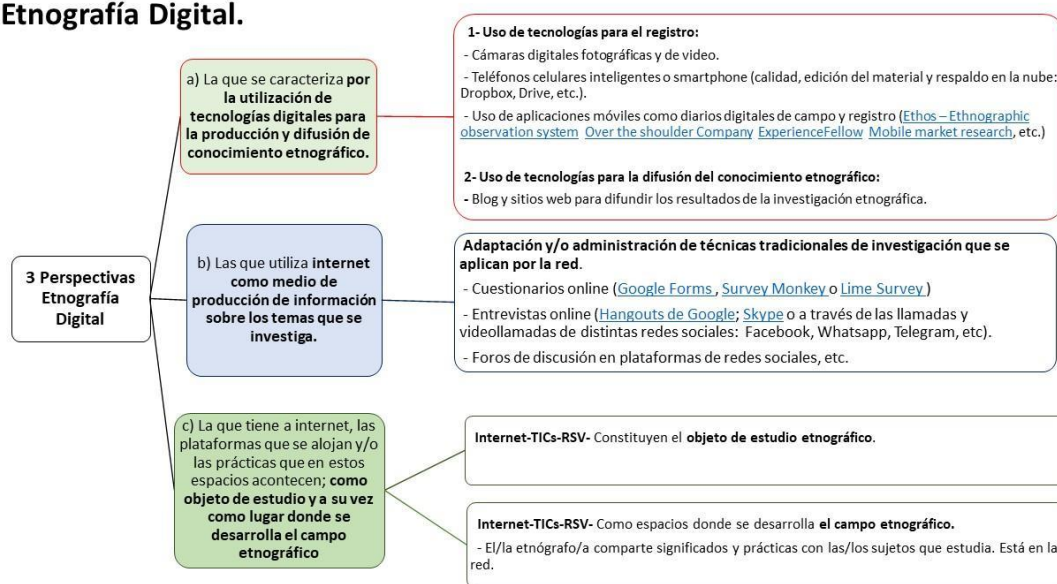 Etnografía Digital.
3 Perspectivas
Etnografía
Digital
a) La que se caracteriza por
la utilización de
tecnologías digitales para
la producción y difusión de
conocimiento etnográfico.
1- Uso de tecnologías para el registro:
- Cámaras digitales fotográficas y de video.
- Teléfonos celulares inteligentes o smartphone (calidad, edición del material y respaldo en la nube:
Dropbox, Drive, etc.).
- Uso de aplicaciones móviles como diarios digitales de campo y registro (Ethos – Ethnographic
observation system Over the shoulder Company ExperienceFellow Mobile market research, etc.)
2- Uso de tecnologías para la difusión del conocimiento etnográfico:
- Blog y sitios web para difundir los resultados de la investigación etnográfica.
b) Las que utiliza internet
como medio de
producción de información
sobre los temas que se
investiga.
Adaptación y/o administración de técnicas tradicionales de investigación que se
aplican por la red.
- Cuestionarios online (Google Forms , Survey Monkey o Lime Survey )
- Entrevistas online (Hangouts de Google; Skype o a través de las llamadas y
videollamadas de distintas redes sociales: Facebook, Whatsapp, Telegram, etc).
- Foros de discusión en plataformas de redes sociales, etc.
c) La que tiene a internet, las
plataformas que se alojan y/o
las prácticas que en estos
espacios acontecen; como
objeto de estudio y a su vez
como lugar donde se
desarrolla el campo
etnográfico
Internet-TICs-RSV- Constituyen el objeto de estudio etnográfico.
Internet-TICs-RSV- Como espacios donde se desarrolla el campo etnográfico.
- El/la etnógrafo/a comparte significados y prácticas con las/los sujetos que estudia. Está en la
red.